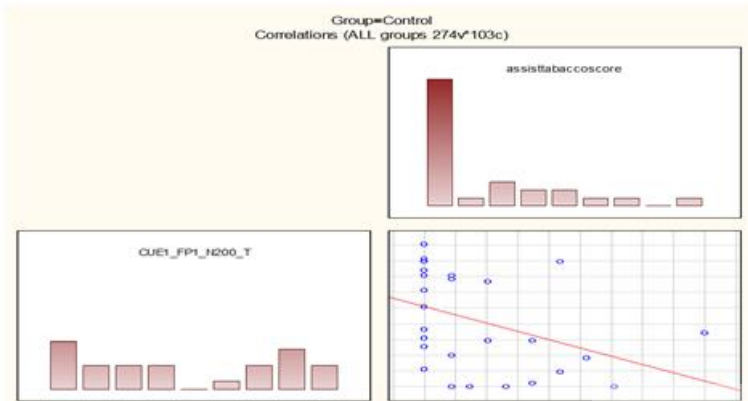 Group=Control
Correlations (ALL groups 274v*103c)
assisttabaccoscore
CUE1_FP1_N200_T